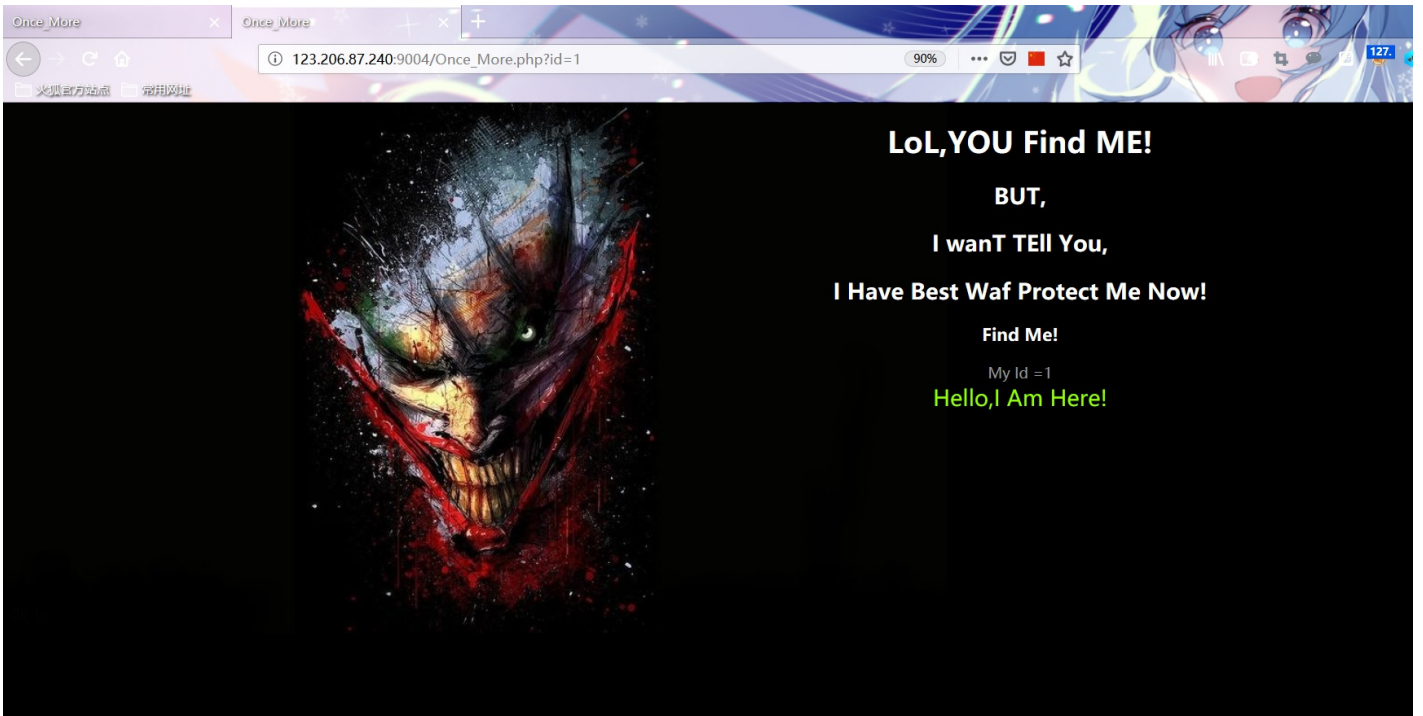 Once_More
Once_More
123.206.87.240:9004/Once_More.php?id=1
90%
127.
火狐官方站点
常用网址
LoL,YOU Find ME!
BUT,
I wanT TEll You,
I Have Best Waf Protect Me Now!
Find Me!
My Id =1
Hello,I Am Here!